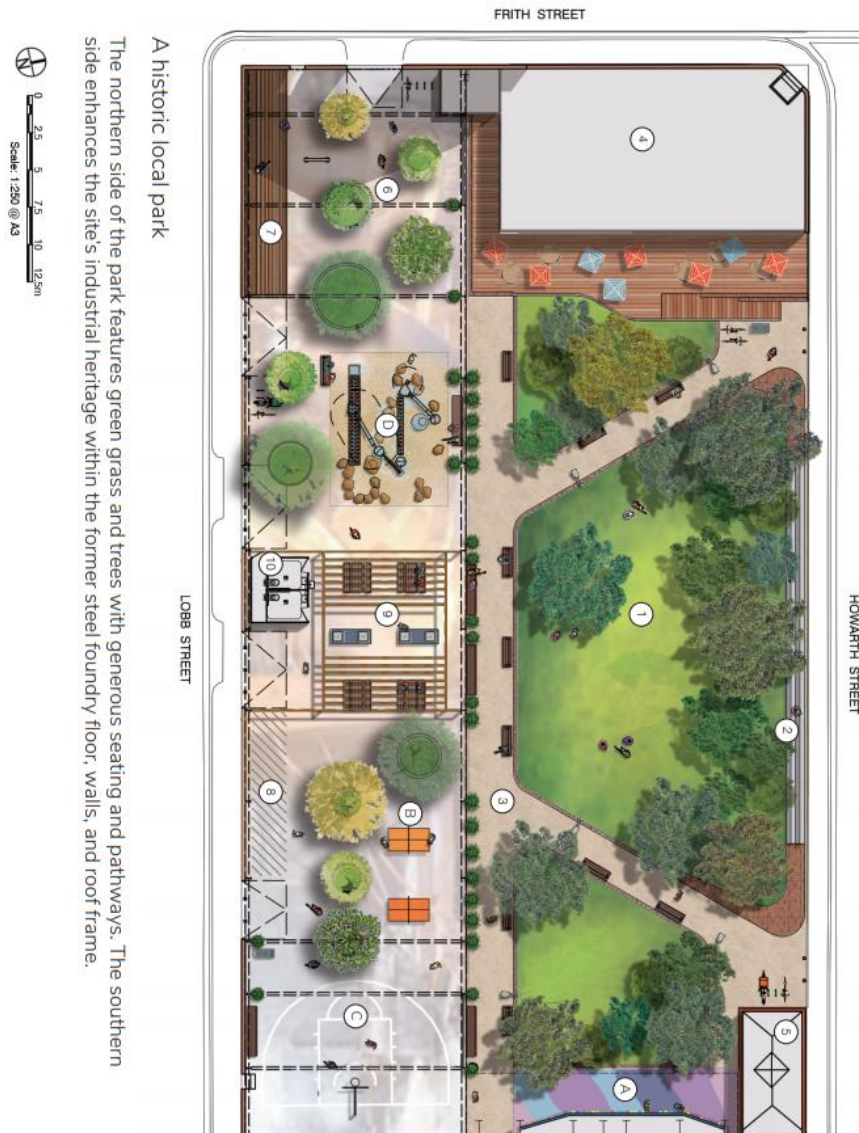 FRITH STREET
HOWARTH STREET
LOBB STREET
4
6
7
D
10
9
1
2
3
8
B
5
C
A
A historic local park
The northern side of the park features green grass and trees with generous seating and pathways. The southern
side enhances the site's industrial heritage within the former steel foundry floor, walls, and roof frame.
N
0 2.5 5 7.5 10 12.5m
Scale: 1:250 @ A3